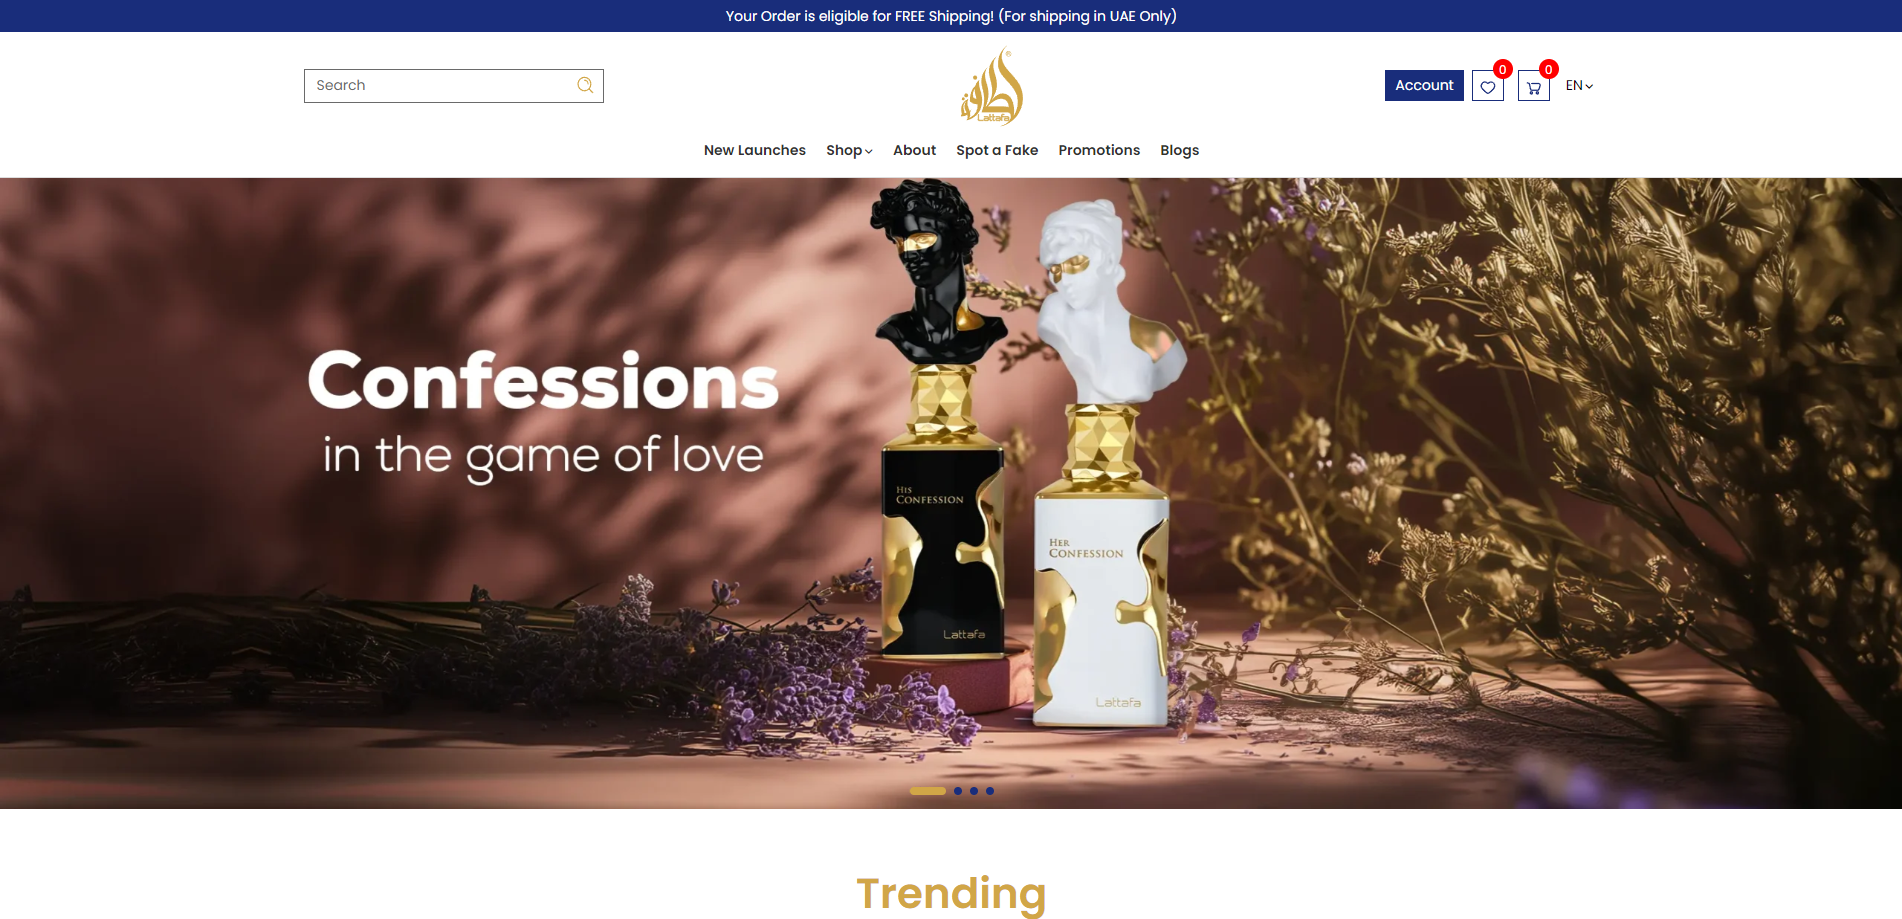 Your Order is eligible for FREE Shipping! (For shipping in UAE Only)
Search
لطافة
Lattafa
Account
0
0
EN
New Launches Shop About Spot a Fake Promotions Blogs
Confessions
in the game of love
HIS
CONFESSION
HER
CONFESSION
Lattafa
Lattafa
Trending